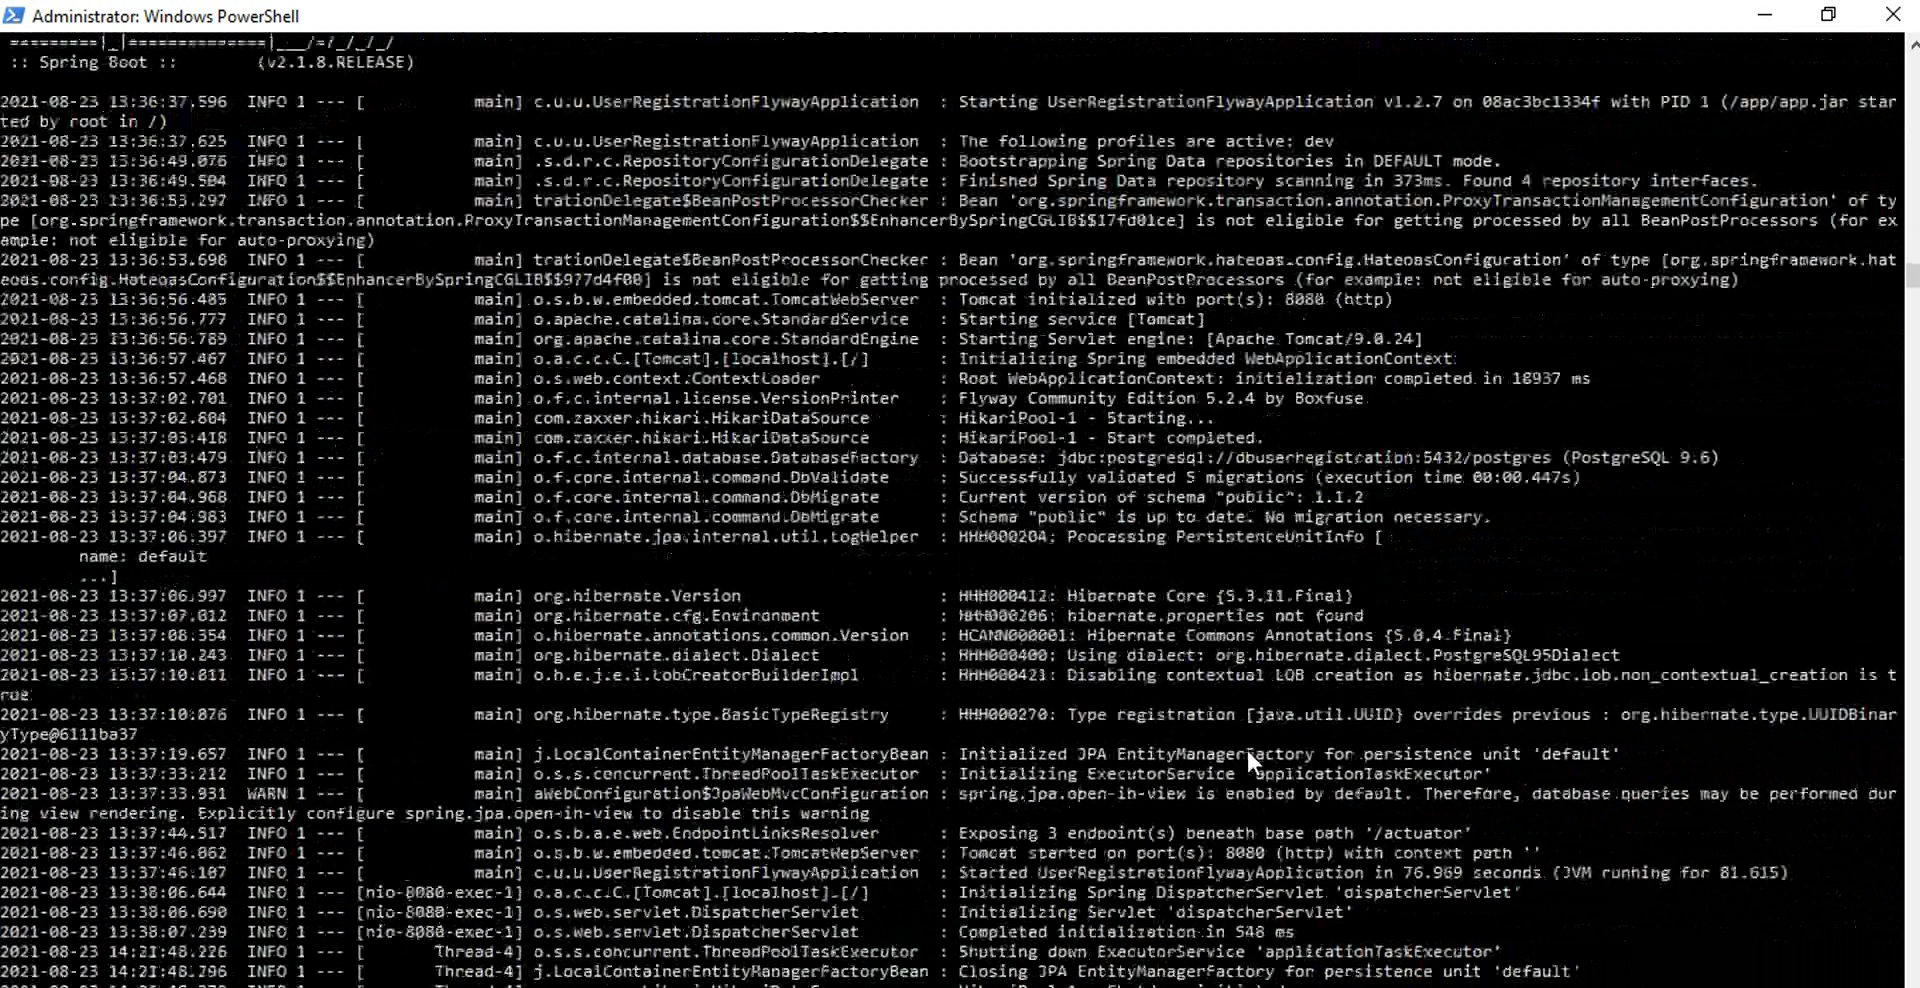 Administrator: Windows PowerShell
=========|_|==============|___/=/_/_/_/
:: Spring Boot ::        (v2.1.8.RELEASE)
2021-08-23 13:36:37.596  INFO 1 --- [           main] c.u.u.UserRegistrationFlywayApplication  : Starting UserRegistrationFlywayApplication v1.2.7 on 08ac3bc1334f with PID 1 (/app/app.jar star
ted by root in /)
2021-08-23 13:36:37.625  INFO 1 --- [           main] c.u.u.UserRegistrationFlywayApplication  : The following profiles are active: dev
2021-08-23 13:36:49.076  INFO 1 --- [           main] .s.d.r.c.RepositoryConfigurationDelegate : Bootstrapping Spring Data repositories in DEFAULT mode.
2021-08-23 13:36:49.504  INFO 1 --- [           main] .s.d.r.c.RepositoryConfigurationDelegate : Finished Spring Data repository scanning in 373ms. Found 4 repository interfaces.
2021-08-23 13:36:53.297  INFO 1 --- [           main] trationDelegate$BeanPostProcessorChecker : Bean 'org.springframework.transaction.annotation.ProxyTransactionManagementConfiguration' of ty
pe [org.springframework.transaction.annotation.ProxyTransactionManagementConfiguration$$EnhancerBySpringCGLIB$$17fd01ce] is not eligible for getting processed by all BeanPostProcessors (for ex
ample: not eligible for auto-proxying)
2021-08-23 13:36:53.698  INFO 1 --- [           main] trationDelegate$BeanPostProcessorChecker : Bean 'org.springframework.hateoas.config.HateoasConfiguration' of type [org.springframework.hat
eoas.config.HateoasConfiguration$$EnhancerBySpringCGLIB$$977d4f00] is not eligible for getting processed by all BeanPostProcessors (for example: not eligible for auto-proxying)
2021-08-23 13:36:56.485  INFO 1 --- [           main] o.s.b.w.embedded.tomcat.TomcatWebServer  : Tomcat initialized with port(s): 8080 (http)
2021-08-23 13:36:56.777  INFO 1 --- [           main] o.apache.catalina.core.StandardService   : Starting service [Tomcat]
2021-08-23 13:36:56.789  INFO 1 --- [           main] org.apache.catalina.core.StandardEngine  : Starting Servlet engine: [Apache Tomcat/9.0.24]
2021-08-23 13:36:57.467  INFO 1 --- [           main] o.a.c.c.C.[Tomcat].[localhost].[/]       : Initializing Spring embedded WebApplicationContext
2021-08-23 13:36:57.468  INFO 1 --- [           main] o.s.web.context.ContextLoader            : Root WebApplicationContext: initialization completed in 18937 ms
2021-08-23 13:37:02.701  INFO 1 --- [           main] o.f.c.internal.license.VersionPrinter    : Flyway Community Edition 5.2.4 by Boxfuse
2021-08-23 13:37:02.804  INFO 1 --- [           main] com.zaxxer.hikari.HikariDataSource       : HikariPool-1 - Starting...
2021-08-23 13:37:03.418  INFO 1 --- [           main] com.zaxxer.hikari.HikariDataSource       : HikariPool-1 - Start completed.
2021-08-23 13:37:03.479  INFO 1 --- [           main] o.f.c.internal.database.DatabaseFactory  : Database: jdbc:postgresql://dbuserregistration:5432/postgres (PostgreSQL 9.6)
2021-08-23 13:37:04.873  INFO 1 --- [           main] o.f.core.internal.command.DbValidate     : Successfully validated 5 migrations (execution time 00:00.447s)
2021-08-23 13:37:04.968  INFO 1 --- [           main] o.f.core.internal.command.DbMigrate      : Current version of schema "public": 1.1.2
2021-08-23 13:37:04.983  INFO 1 --- [           main] o.f.core.internal.command.DbMigrate      : Schema "public" is up to date. No migration necessary.
2021-08-23 13:37:06.397  INFO 1 --- [           main] o.hibernate.jpa.internal.util.LogHelper  : HHH000204: Processing PersistenceUnitInfo [
name: default
...]
2021-08-23 13:37:06.997  INFO 1 --- [           main] org.hibernate.Version                    : HHH000412: Hibernate Core {5.3.11.Final}
2021-08-23 13:37:07.012  INFO 1 --- [           main] org.hibernate.cfg.Environment            : HHH000206: hibernate.properties not found
2021-08-23 13:37:08.354  INFO 1 --- [           main] o.hibernate.annotations.common.Version   : HCANN000001: Hibernate Commons Annotations {5.0.4.Final}
2021-08-23 13:37:10.243  INFO 1 --- [           main] org.hibernate.dialect.Dialect            : HHH000400: Using dialect: org.hibernate.dialect.PostgreSQL95Dialect
2021-08-23 13:37:10.811  INFO 1 --- [           main] o.h.e.j.e.i.LobCreatorBuilderImpl        : HHH000421: Disabling contextual LOB creation as hibernate.jdbc.lob.non_contextual_creation is t
rue
2021-08-23 13:37:10.876  INFO 1 --- [           main] org.hibernate.type.BasicTypeRegistry     : HHH000270: Type registration [java.util.UUID] overrides previous : org.hibernate.type.UUIDBinar
yType@6111ba37
2021-08-23 13:37:19.657  INFO 1 --- [           main] j.LocalContainerEntityManagerFactoryBean : Initialized JPA EntityManagerFactory for persistence unit 'default'
2021-08-23 13:37:33.212  INFO 1 --- [           main] o.s.s.concurrent.ThreadPoolTaskExecutor  : Initializing ExecutorService 'applicationTaskExecutor'
2021-08-23 13:37:33.931  WARN 1 --- [           main] aWebConfiguration$JpaWebMvcConfiguration : spring.jpa.open-in-view is enabled by default. Therefore, database queries may be performed dur
ing view rendering. Explicitly configure spring.jpa.open-in-view to disable this warning
2021-08-23 13:37:44.517  INFO 1 --- [           main] o.s.b.a.e.web.EndpointLinksResolver      : Exposing 3 endpoint(s) beneath base path '/actuator'
2021-08-23 13:37:46.062  INFO 1 --- [           main] o.s.b.w.embedded.tomcat.TomcatWebServer  : Tomcat started on port(s): 8080 (http) with context path ''
2021-08-23 13:37:46.107  INFO 1 --- [           main] c.u.u.UserRegistrationFlywayApplication  : Started UserRegistrationFlywayApplication in 76.969 seconds (JVM running for 81.615)
2021-08-23 13:38:06.644  INFO 1 --- [nio-8080-exec-1] o.a.c.c.C.[Tomcat].[localhost].[/]       : Initializing Spring DispatcherServlet 'dispatcherServlet'
2021-08-23 13:38:06.690  INFO 1 --- [nio-8080-exec-1] o.s.web.servlet.DispatcherServlet        : Initializing Servlet 'dispatcherServlet'
2021-08-23 13:38:07.239  INFO 1 --- [nio-8080-exec-1] o.s.web.servlet.DispatcherServlet        : Completed initialization in 548 ms
2021-08-23 14:21:48.226  INFO 1 --- [       Thread-4] o.s.s.concurrent.ThreadPoolTaskExecutor  : Shutting down ExecutorService 'applicationTaskExecutor'
2021-08-23 14:21:48.296  INFO 1 --- [       Thread-4] j.LocalContainerEntityManagerFactoryBean : Closing JPA EntityManagerFactory for persistence unit 'default'